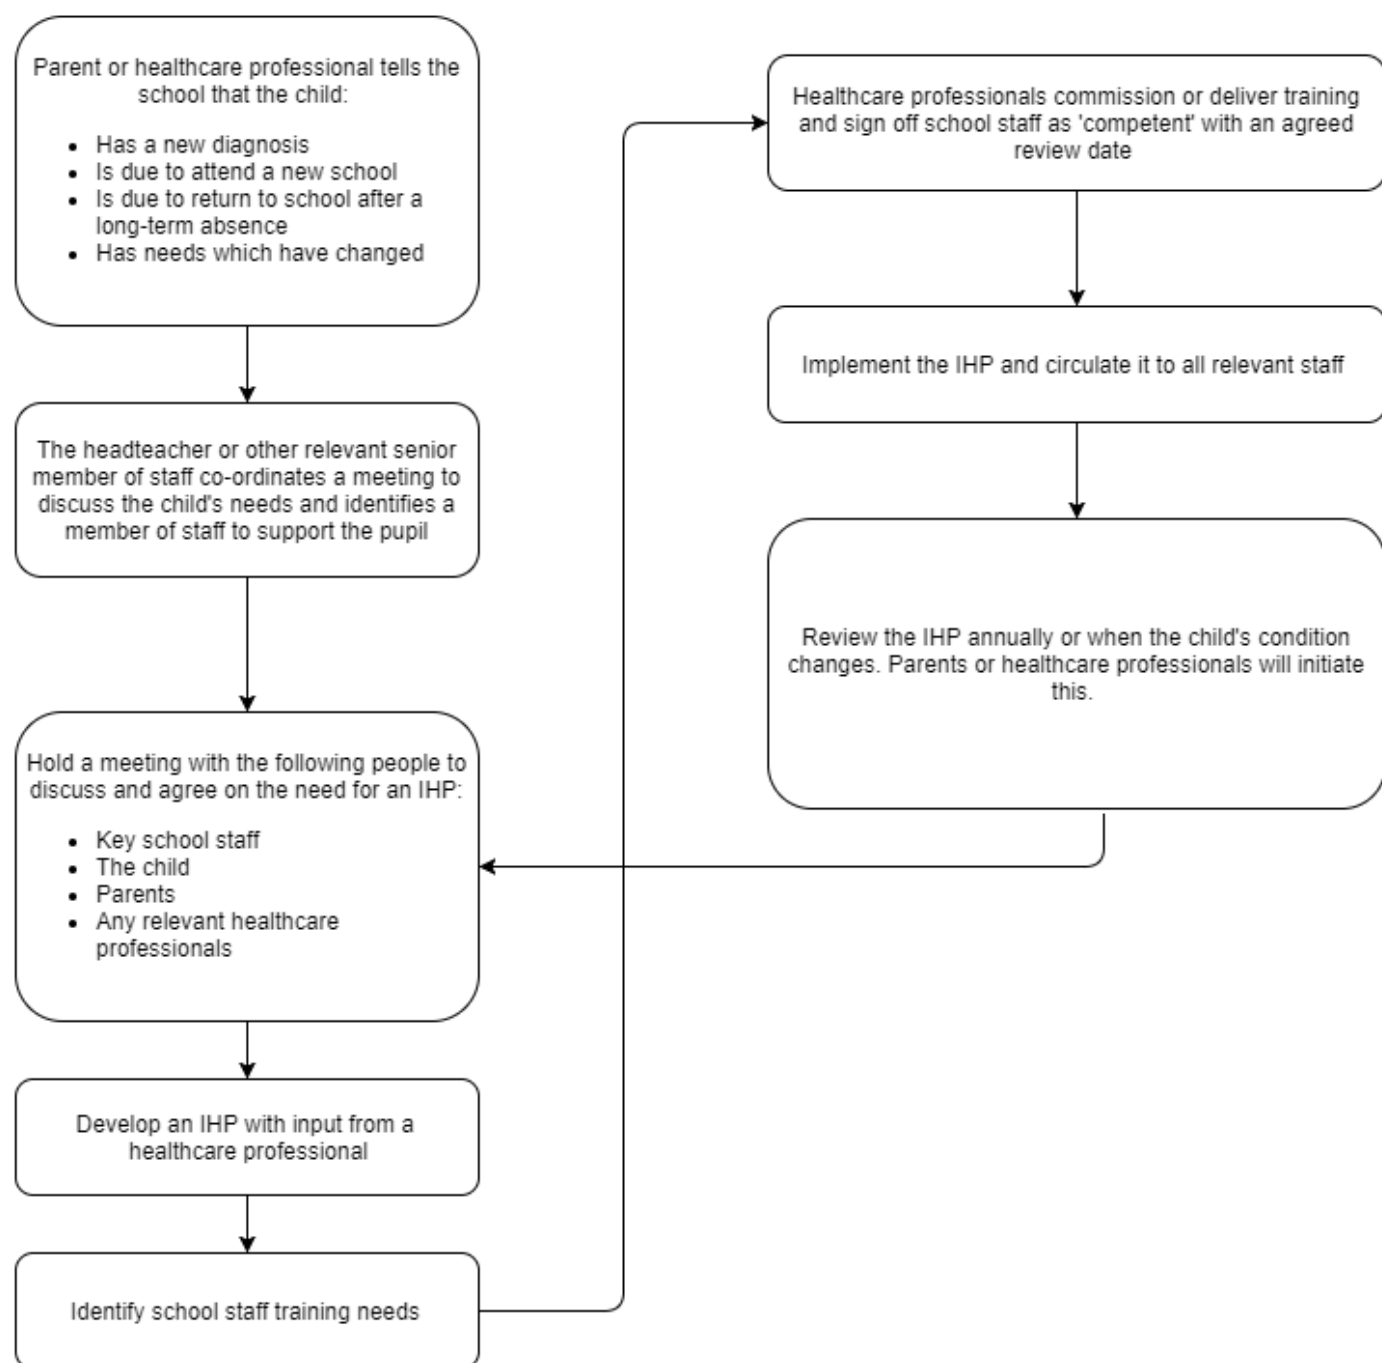 Parent or healthcare professional tells the
school that the child:
• Has a new diagnosis
• Is due to attend a new school
• Is due to return to school after a
long-term absence
• Has needs which have changed
The headteacher or other relevant senior
member of staff co-ordinates a meeting to
discuss the child's needs and identifies a
member of staff to support the pupil
Hold a meeting with the following people to
discuss and agree on the need for an IHP:
• Key school staff
• The child
• Parents
• Any relevant healthcare
professionals
Develop an IHP with input from a
healthcare professional
Identify school staff training needs
Healthcare professionals commission or deliver training
and sign off school staff as 'competent' with an agreed
review date
Implement the IHP and circulate it to all relevant staff
Review the IHP annually or when the child's condition
changes. Parents or healthcare professionals will initiate
this.